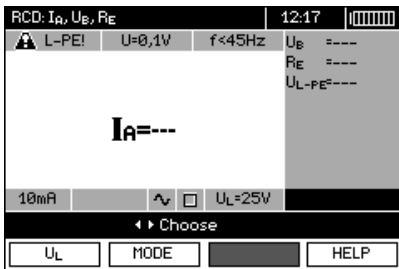 RCD: IA, UB, RE 12:17
L-PE! U=0,1V f<45Hz
UB =---
RE =---
UL-PE=---
IA=---
10mA UL=25V
Choose
UL MODE HELP